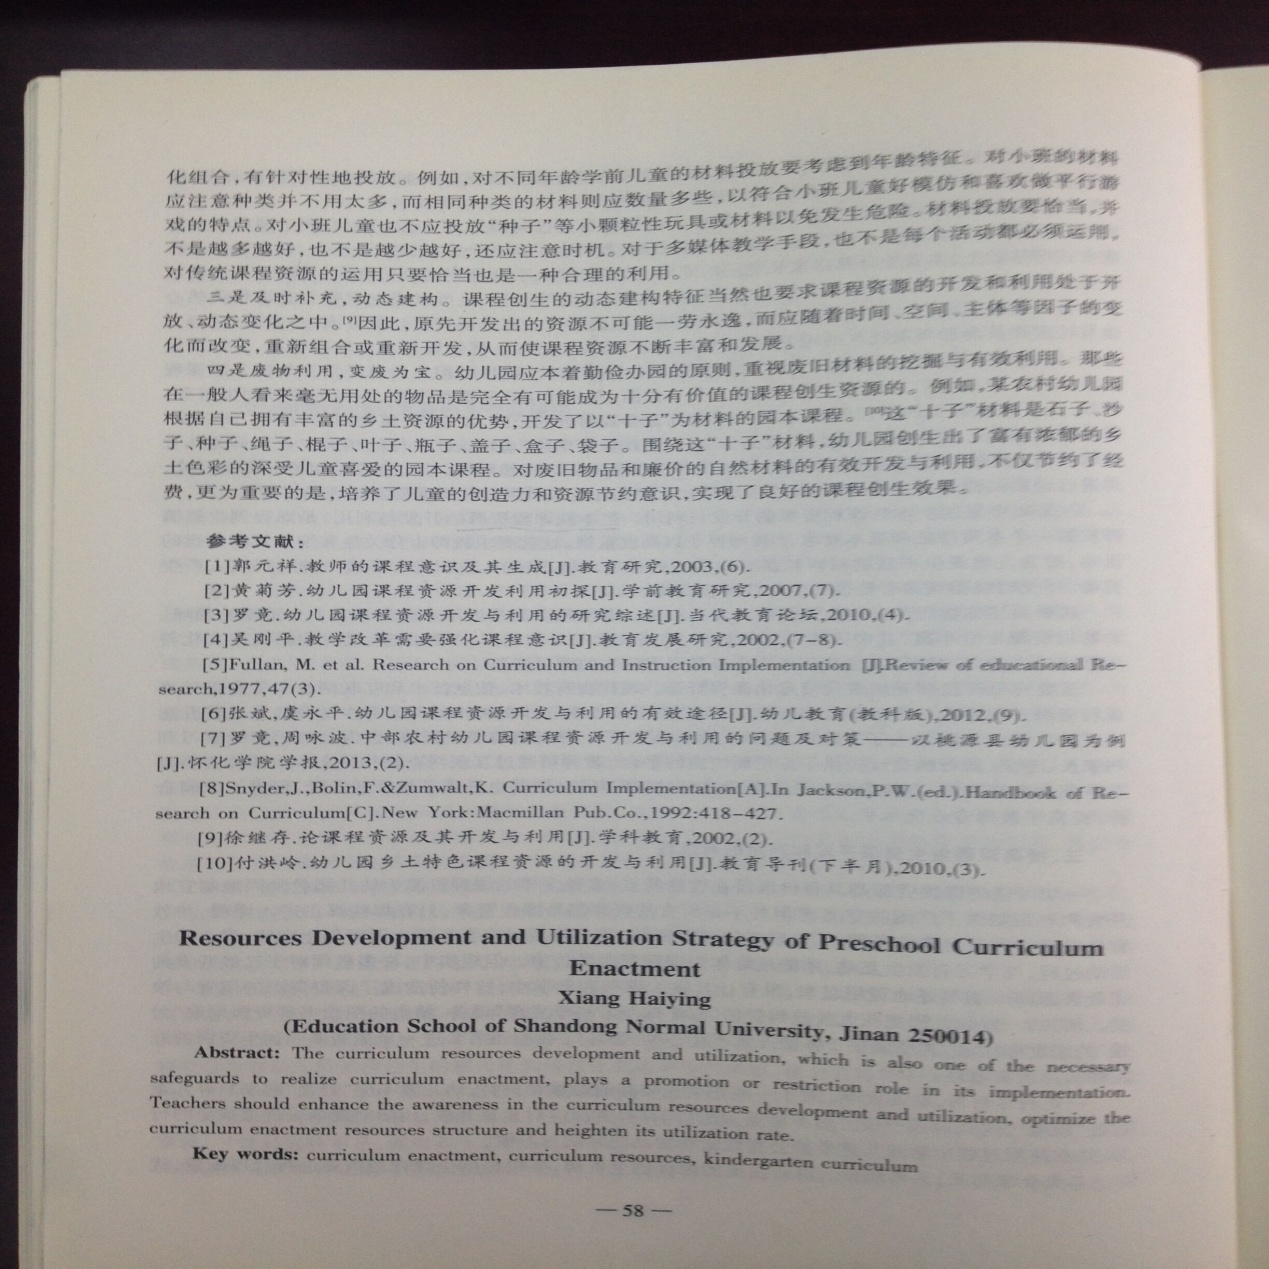 化组合,有针对性地投放。例如,对不同年龄学前儿童的材料投放要考虑到年龄特征。对小班的材料
应注意种类并不用太多,而相同种类的材料则应数量多些,以符合小班儿童好模仿和喜欢做平行游
戏的特点。对小班儿童也不应投放“种子”等小颗粒性玩具或材料以免发生危险。材料投放要恰当,并
不是越多越好,也不是越少越好,还应注意时机。对于多媒体教学手段,也不是每个活动都必须运用。
对传统课程资源的运用只要恰当也是一种合理的利用。
三是及时补充,动态建构。课程创生的动态建构特征当然也要求课程资源的开发和利用处于开
放、动态变化之中。[9]因此,原先开发出的资源不可能一劳永逸,而应随着时间、空间、主体等因子的变
化而改变,重新组合或重新开发,从而使课程资源不断丰富和发展。
四是废物利用,变废为宝。幼儿园应本着勤俭办园的原则,重视废旧材料的挖掘与有效利用。那些
在一般人看来毫无用处的物品是完全有可能成为十分有价值的课程创生资源的。例如,某农村幼儿园
根据自己拥有丰富的乡土资源的优势,开发了以“十子”为材料的园本课程。[10]这“十子”材料是石子、沙
子、种子、绳子、棍子、叶子、瓶子、盖子、盒子、袋子。围绕这“十子”材料,幼儿园创生出了富有浓郁的乡
土色彩的深受儿童喜爱的园本课程。对废旧物品和廉价的自然材料的有效开发与利用,不仅节约了经
费,更为重要的是,培养了儿童的创造力和资源节约意识,实现了良好的课程创生效果。
参考文献:
[1]郭元祥.教师的课程意识及其生成[J].教育研究,2003,(6).
[2]黄菊芳.幼儿园课程资源开发利用初探[J].学前教育研究,2007,(7).
[3]罗竞.幼儿园课程资源开发与利用的研究综述[J].当代教育论坛,2010,(4).
[4]吴刚平.教学改革需要强化课程意识[J].教育发展研究,2002,(7-8).
[5]Fullan, M. et al. Research on Curriculum and Instruction Implementation [J].Review of educational Re-
search,1977,47(3).
[6]张斌,虞永平.幼儿园课程资源开发与利用的有效途径[J].幼儿教育(教科版),2012,(9).
[7]罗竞,周咏波.中部农村幼儿园课程资源开发与利用的问题及对策——以桃源县幼儿园为例
[J].怀化学院学报,2013,(2).
[8]Snyder,J.,Bolin,F.&Zumwalt,K. Curriculum Implementation[A].In Jackson,P.W.(ed.).Handbook of Re-
search on Curriculum[C].New York:Macmillan Pub.Co.,1992:418-427.
[9]徐继存.论课程资源及其开发与利用[J].学科教育,2002,(2).
[10]付洪岭.幼儿园乡土特色课程资源的开发与利用[J].教育导刊(下半月),2010,(3).
Resources Development and Utilization Strategy of Preschool Curriculum
Enactment
Xiang Haiying
(Education School of Shandong Normal University, Jinan 250014)
Abstract: The curriculum resources development and utilization, which is also one of the necessary
safeguards to realize curriculum enactment, plays a promotion or restriction role in its implementation.
Teachers should enhance the awareness in the curriculum resources development and utilization, optimize the
curriculum enactment resources structure and heighten its utilization rate.
Key words: curriculum enactment, curriculum resources, kindergarten curriculum
— 58 —